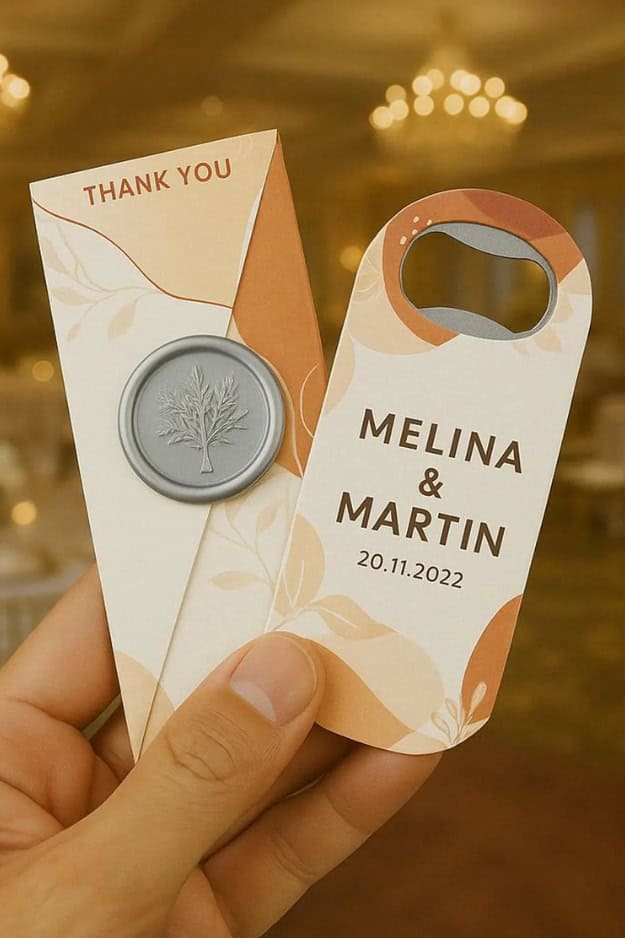 THANK YOU
MELINA
&
MARTIN
20.11.2022